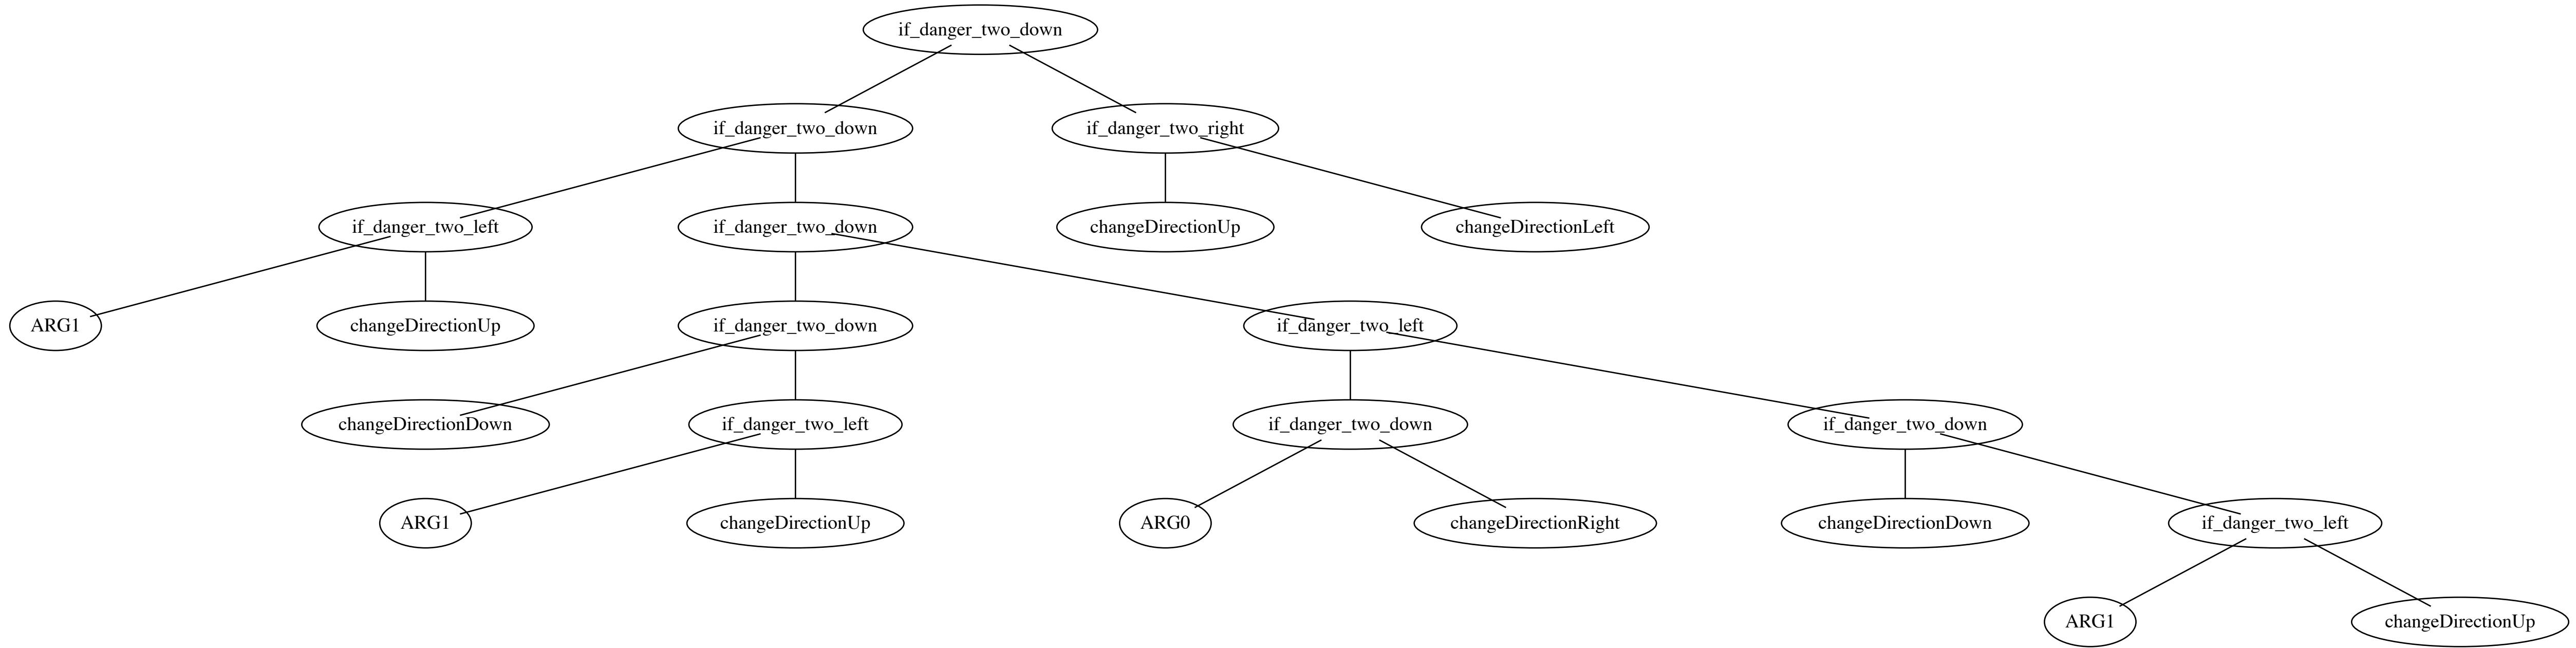 if_danger_two_down
if_danger_two_down
if_danger_two_right
if_danger_two_left
if_danger_two_down
changeDirectionUp
changeDirectionLeft
ARG1
changeDirectionUp
if_danger_two_down
if_danger_two_left
changeDirectionDown
if_danger_two_left
if_danger_two_down
if_danger_two_down
ARG1
changeDirectionUp
ARG0
changeDirectionRight
changeDirectionDown
if_danger_two_left
ARG1
changeDirectionUp